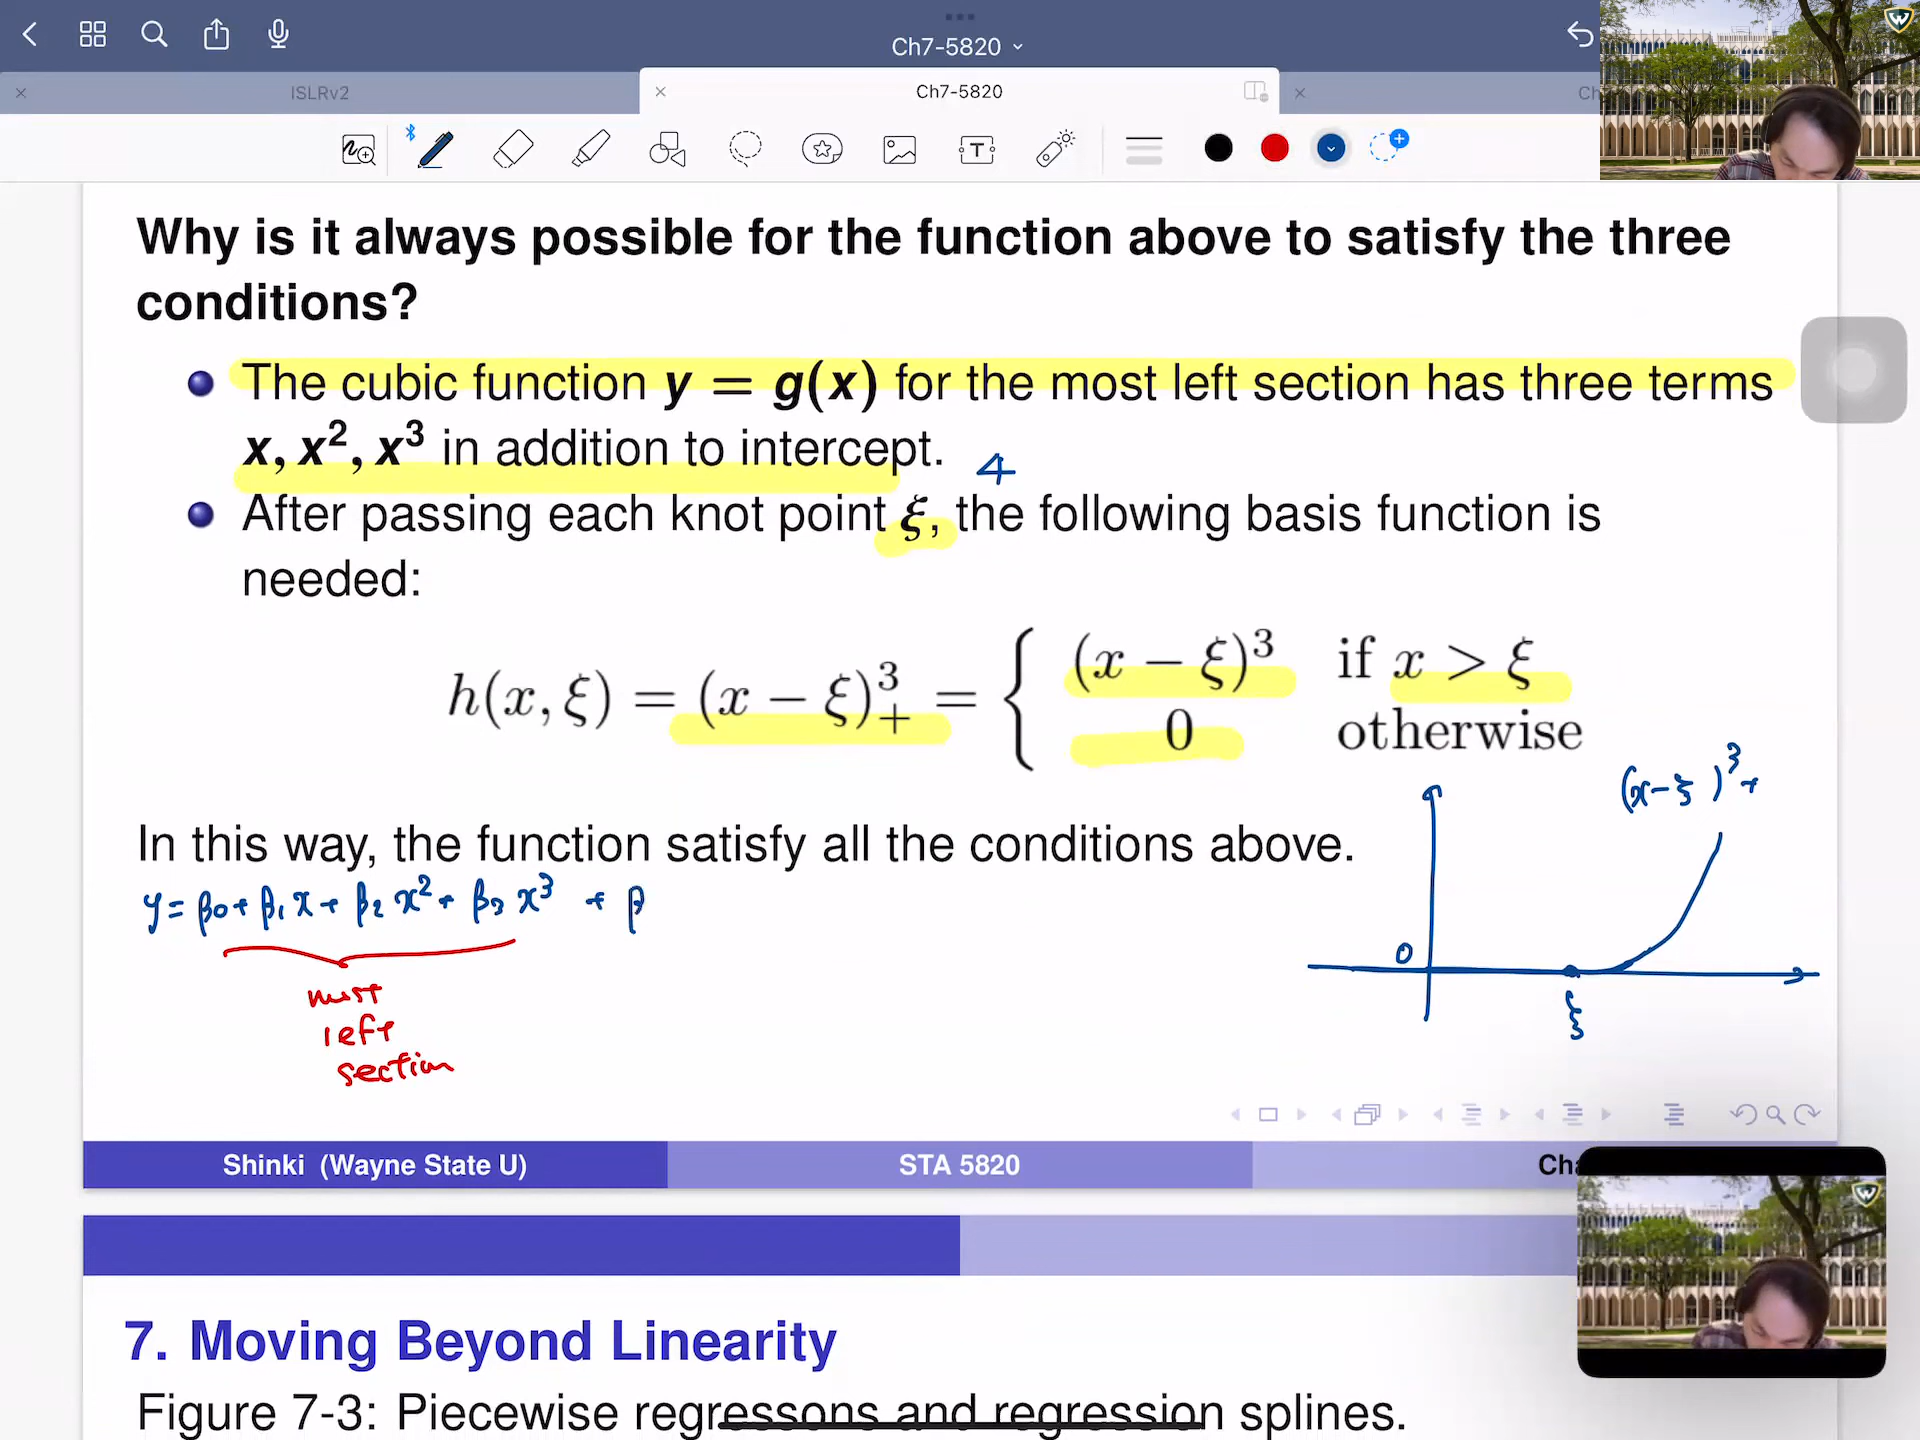 Ch7-5820
ISLRv2
Ch7-5820
Ch
Why is it always possible for the function above to satisfy the three
conditions?
The cubic function y = g(x) for the most left section has three terms
x, x², x³ in addition to intercept.
4
After passing each knot point ξ, the following basis function is
needed:
h(x, ξ) = (x − ξ)³₊ = { (x − ξ)³ if x > ξ
0 otherwise
(x-ξ)³₊
In this way, the function satisfy all the conditions above.
y = β₀ + β₁x + β₂x² + β₃x³ + β
0
ξ
most
left
section
Shinki (Wayne State U)
STA 5820
Cha
7. Moving Beyond Linearity
Figure 7-3: Piecewise regressons and regression splines.